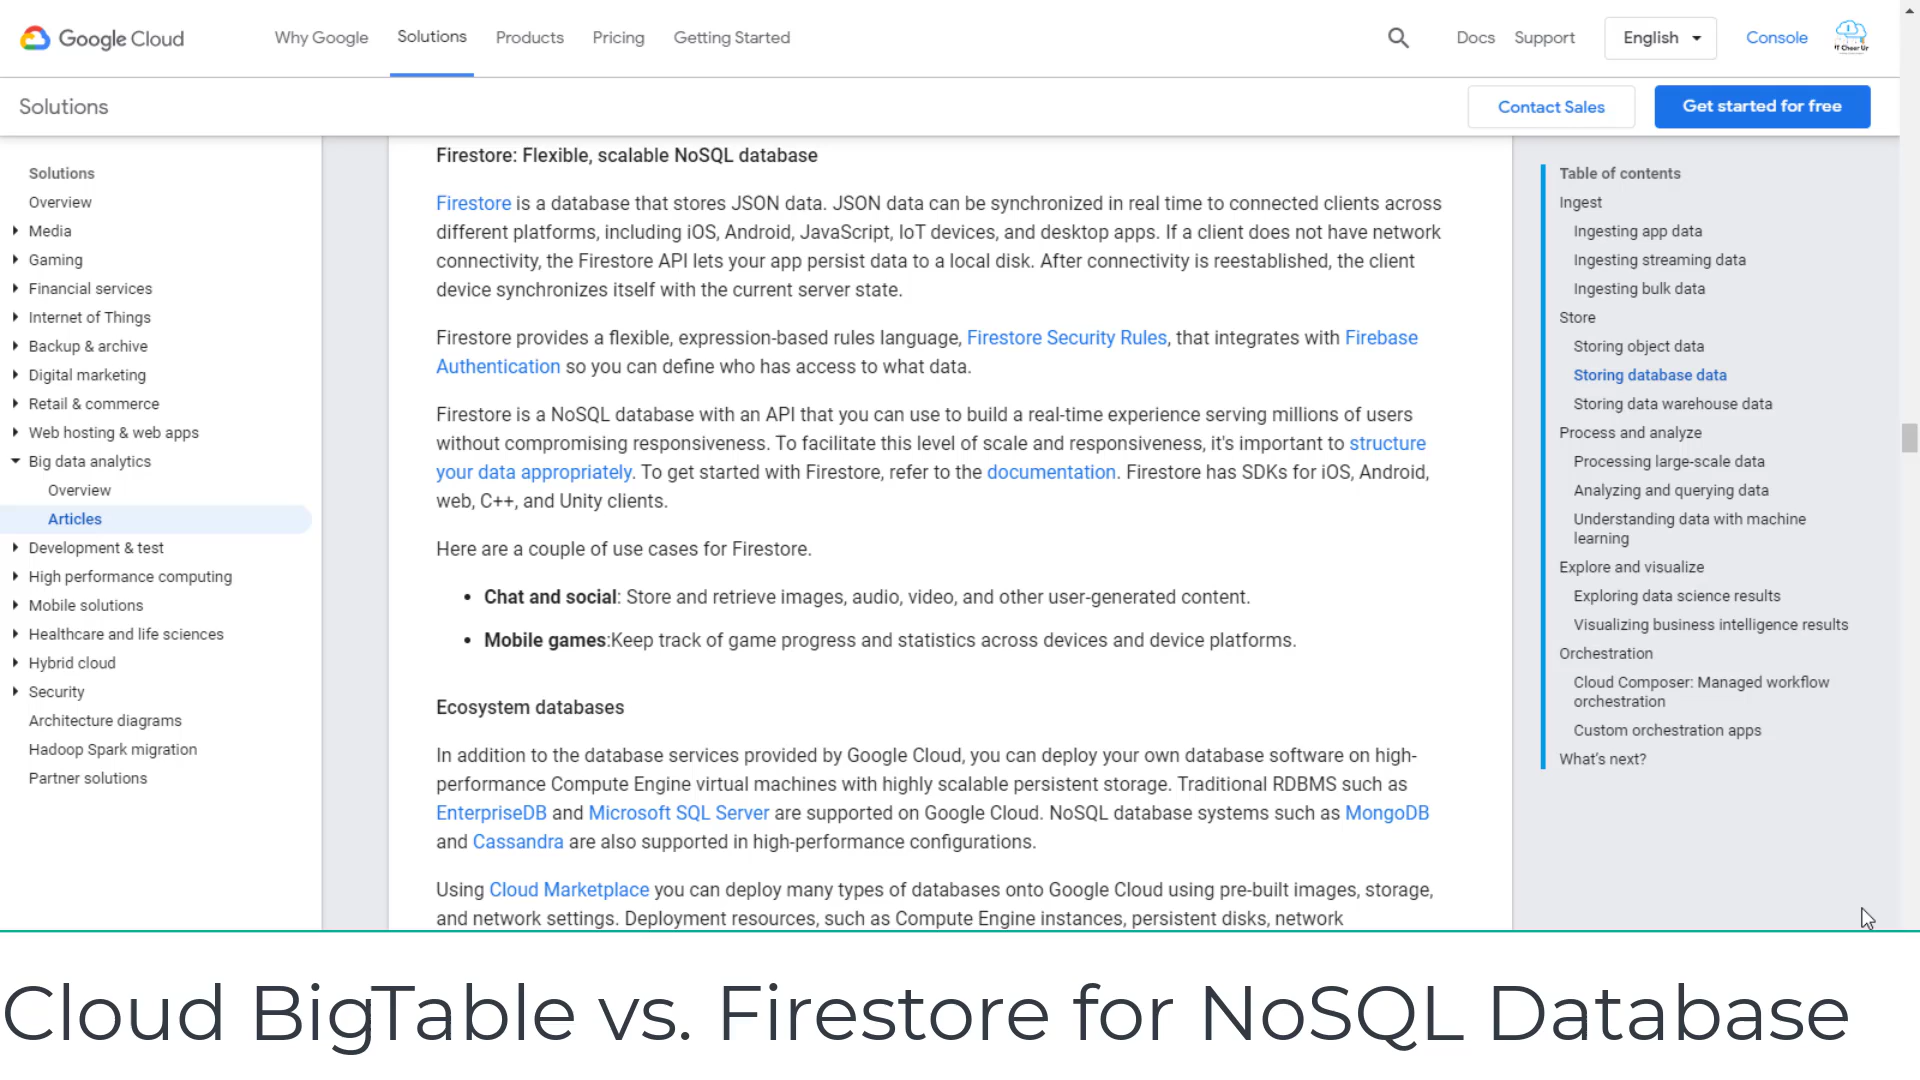 Google Cloud
Why Google
Solutions
Products
Pricing
Getting Started
Docs
Support
English
Console
IT Cheer Up
Solutions
Contact Sales
Get started for free
Solutions
Overview
Media
Gaming
Financial services
Internet of Things
Backup & archive
Digital marketing
Retail & commerce
Web hosting & web apps
Big data analytics
Overview
Articles
Development & test
High performance computing
Mobile solutions
Healthcare and life sciences
Hybrid cloud
Security
Architecture diagrams
Hadoop Spark migration
Partner solutions
Firestore: Flexible, scalable NoSQL database
Firestore is a database that stores JSON data. JSON data can be synchronized in real time to connected clients across
different platforms, including iOS, Android, JavaScript, IoT devices, and desktop apps. If a client does not have network
connectivity, the Firestore API lets your app persist data to a local disk. After connectivity is reestablished, the client
device synchronizes itself with the current server state.
Firestore provides a flexible, expression-based rules language, Firestore Security Rules, that integrates with Firebase
Authentication so you can define who has access to what data.
Firestore is a NoSQL database with an API that you can use to build a real-time experience serving millions of users
without compromising responsiveness. To facilitate this level of scale and responsiveness, it's important to structure
your data appropriately. To get started with Firestore, refer to the documentation. Firestore has SDKs for iOS, Android,
web, C++, and Unity clients.
Here are a couple of use cases for Firestore.
• Chat and social: Store and retrieve images, audio, video, and other user-generated content.
• Mobile games:Keep track of game progress and statistics across devices and device platforms.
Ecosystem databases
In addition to the database services provided by Google Cloud, you can deploy your own database software on high-
performance Compute Engine virtual machines with highly scalable persistent storage. Traditional RDBMS such as
EnterpriseDB and Microsoft SQL Server are supported on Google Cloud. NoSQL database systems such as MongoDB
and Cassandra are also supported in high-performance configurations.
Using Cloud Marketplace you can deploy many types of databases onto Google Cloud using pre-built images, storage,
and network settings. Deployment resources, such as Compute Engine instances, persistent disks, network
Table of contents
Ingest
Ingesting app data
Ingesting streaming data
Ingesting bulk data
Store
Storing object data
Storing database data
Storing data warehouse data
Process and analyze
Processing large-scale data
Analyzing and querying data
Understanding data with machine
learning
Explore and visualize
Exploring data science results
Visualizing business intelligence results
Orchestration
Cloud Composer: Managed workflow
orchestration
Custom orchestration apps
What's next?
Cloud BigTable vs. Firestore for NoSQL Database